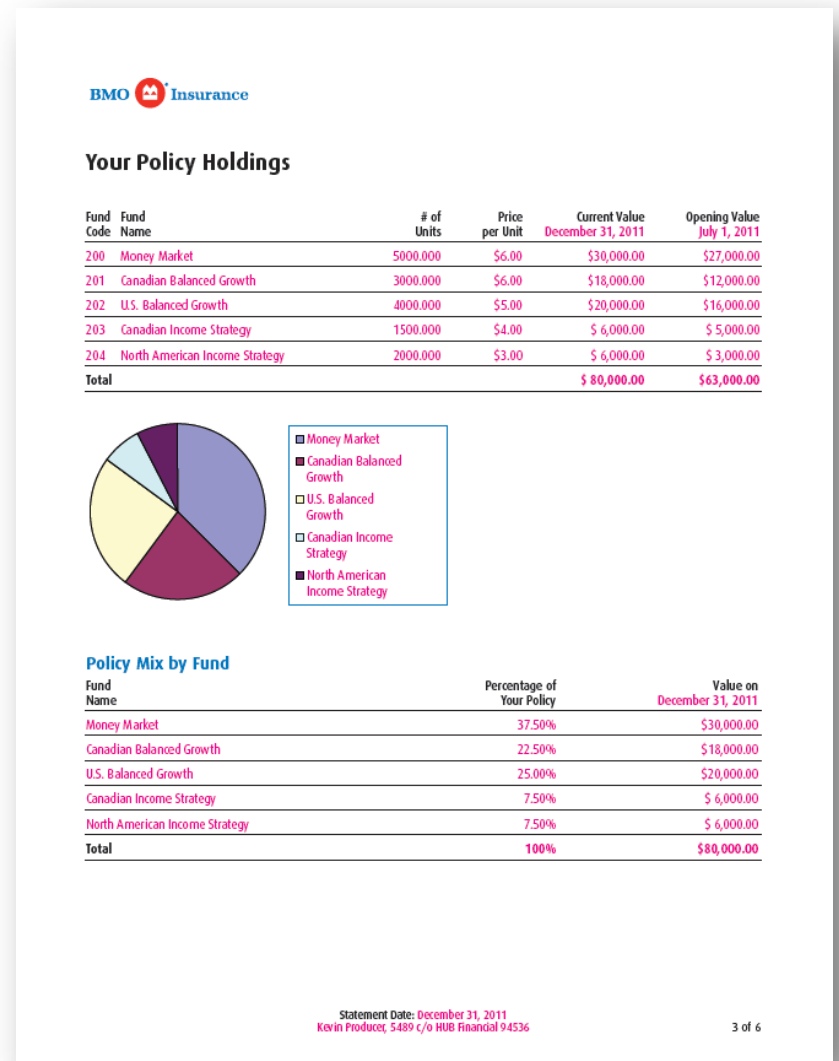 BMO Insurance
Your Policy Holdings
Fund Fund # of Price Current Value Opening Value
Code Name Units per Unit December 31, 2011 July 1, 2011
200 Money Market 5000.000 $6.00 $30,000.00 $27,000.00
201 Canadian Balanced Growth 3000.000 $6.00 $18,000.00 $12,000.00
202 U.S. Balanced Growth 4000.000 $5.00 $20,000.00 $16,000.00
203 Canadian Income Strategy 1500.000 $4.00 $ 6,000.00 $ 5,000.00
204 North American Income Strategy 2000.000 $3.00 $ 6,000.00 $ 3,000.00
Total $ 80,000.00 $63,000.00
Money Market
Canadian Balanced
Growth
U.S. Balanced
Growth
Canadian Income
Strategy
North American
Income Strategy
Policy Mix by Fund
Fund Percentage of Value on
Name Your Policy December 31, 2011
Money Market 37.50% $30,000.00
Canadian Balanced Growth 22.50% $18,000.00
U.S. Balanced Growth 25.00% $20,000.00
Canadian Income Strategy 7.50% $ 6,000.00
North American Income Strategy 7.50% $ 6,000.00
Total 100% $80,000.00
Statement Date: December 31, 2011
Kevin Producer, 5489 c/o HUB Financial 94536 3 of 6